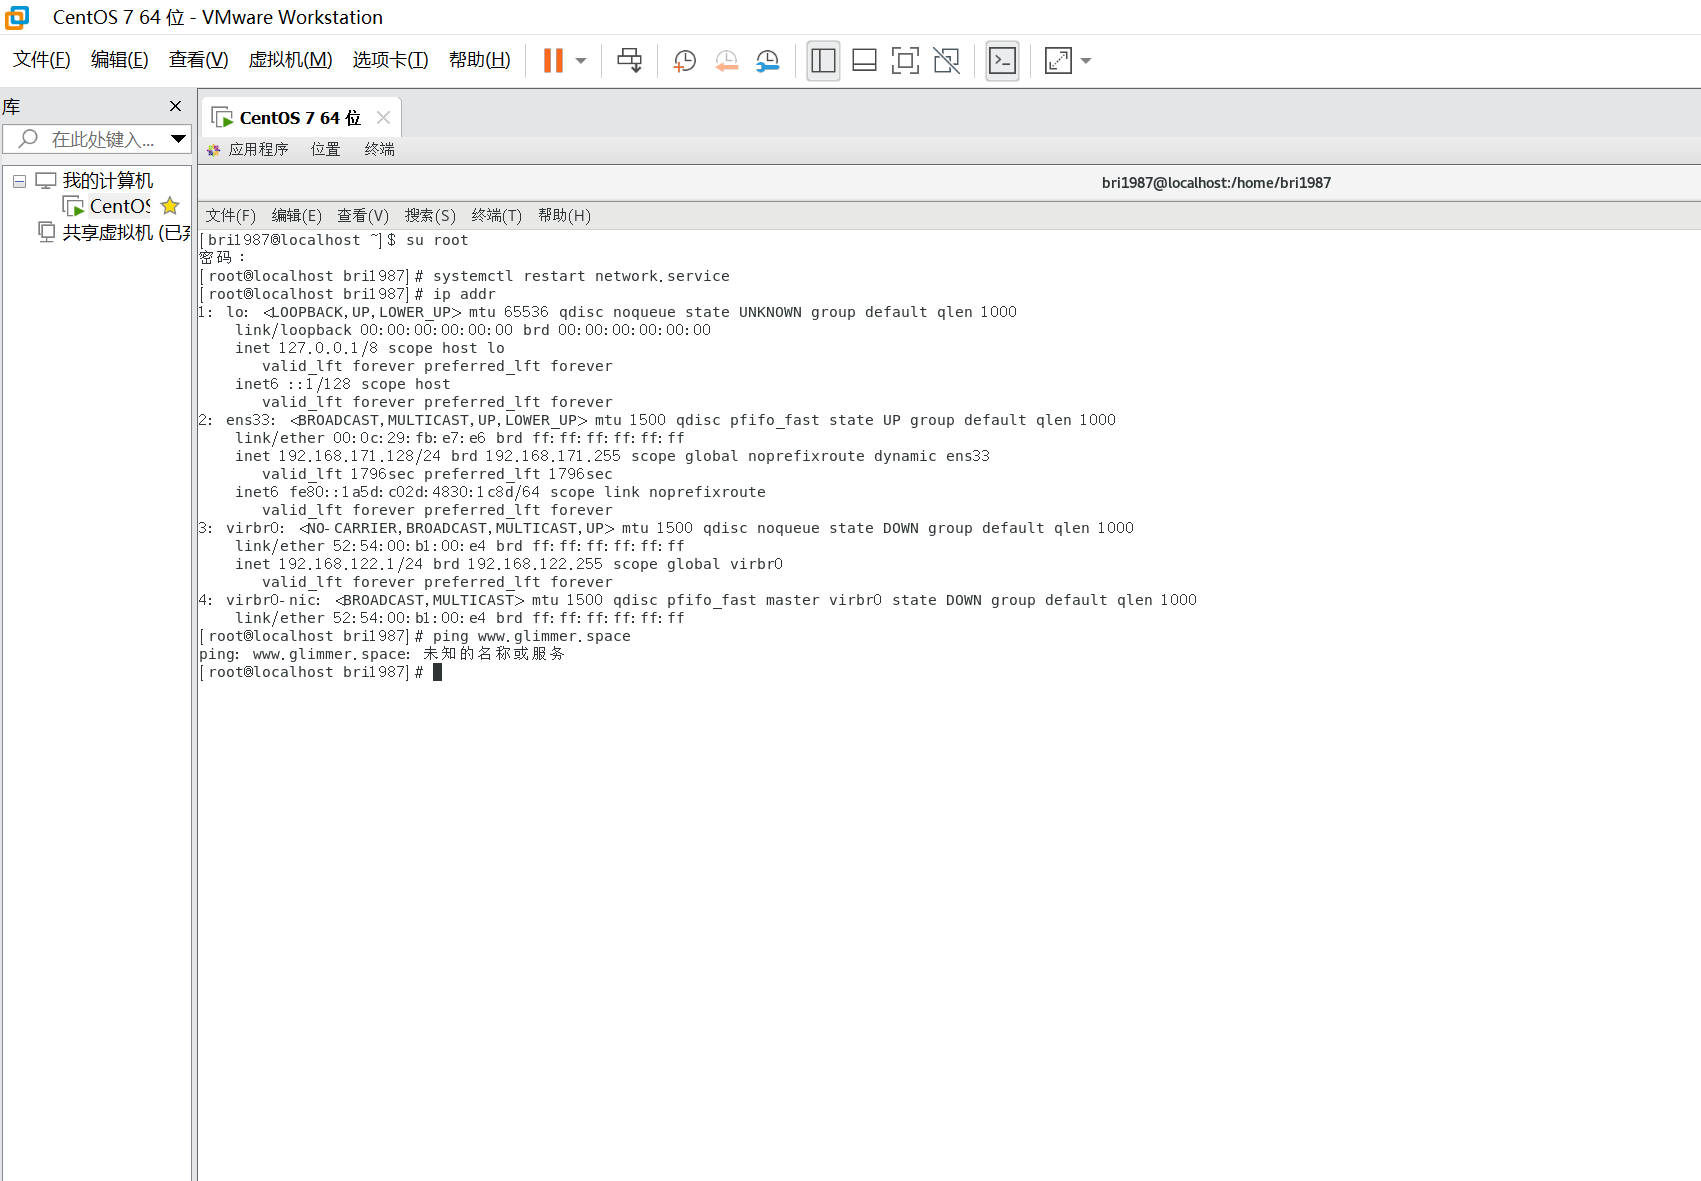 CentOS 7 64 位 - VMware Workstation
文件(F) 编辑(E) 查看(V) 虚拟机(M) 选项卡(T) 帮助(H)
库
在此处键入...
我的计算机
CentOS
共享虚拟机 (已
CentOS 7 64 位
应用程序 位置 终端
bri1987@localhost:/home/bri1987
文件(F) 编辑(E) 查看(V) 搜索(S) 终端(T) 帮助(H)
[bri1987@localhost ~]$ su root
密码：
[root@localhost bri1987]# systemctl restart network.service
[root@localhost bri1987]# ip addr
1: lo: <LOOPBACK,UP,LOWER_UP> mtu 65536 qdisc noqueue state UNKNOWN group default qlen 1000
link/loopback 00:00:00:00:00:00 brd 00:00:00:00:00:00
inet 127.0.0.1/8 scope host lo
valid_lft forever preferred_lft forever
inet6 ::1/128 scope host
valid_lft forever preferred_lft forever
2: ens33: <BROADCAST,MULTICAST,UP,LOWER_UP> mtu 1500 qdisc pfifo_fast state UP group default qlen 1000
link/ether 00:0c:29:fb:e7:e6 brd ff:ff:ff:ff:ff:ff
inet 192.168.171.128/24 brd 192.168.171.255 scope global noprefixroute dynamic ens33
valid_lft 1796sec preferred_lft 1796sec
inet6 fe80::1a5d:c02d:4830:1c8d/64 scope link noprefixroute
valid_lft forever preferred_lft forever
3: virbr0: <NO-CARRIER,BROADCAST,MULTICAST,UP> mtu 1500 qdisc noqueue state DOWN group default qlen 1000
link/ether 52:54:00:b1:00:e4 brd ff:ff:ff:ff:ff:ff
inet 192.168.122.1/24 brd 192.168.122.255 scope global virbr0
valid_lft forever preferred_lft forever
4: virbr0-nic: <BROADCAST,MULTICAST> mtu 1500 qdisc pfifo_fast master virbr0 state DOWN group default qlen 1000
link/ether 52:54:00:b1:00:e4 brd ff:ff:ff:ff:ff:ff
[root@localhost bri1987]# ping www.glimmer.space
ping: www.glimmer.space: 未知的名称或服务
[root@localhost bri1987]#